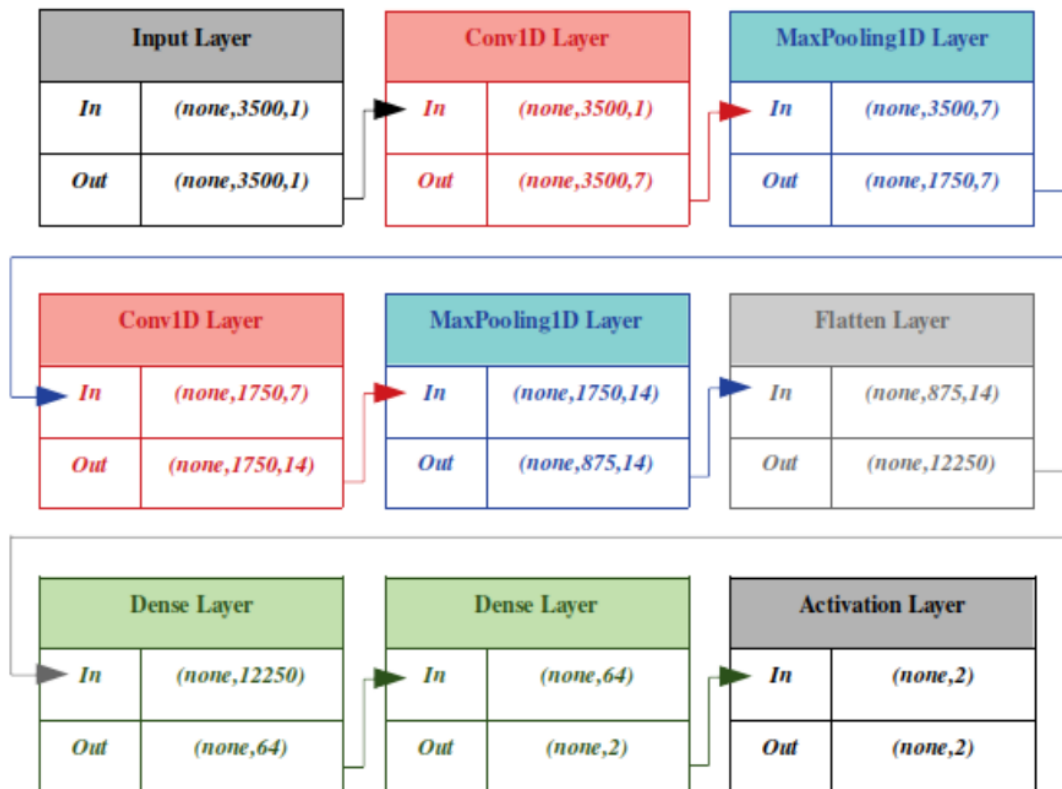 Input Layer
In (none,3500,1)
Out (none,3500,1)
Conv1D Layer
In (none,3500,1)
Out (none,3500,7)
MaxPooling1D Layer
In (none,3500,7)
Out (none,1750,7)
Conv1D Layer
In (none,1750,7)
Out (none,1750,14)
MaxPooling1D Layer
In (none,1750,14)
Out (none,875,14)
Flatten Layer
In (none,875,14)
Out (none,12250)
Dense Layer
In (none,12250)
Out (none,64)
Dense Layer
In (none,64)
Out (none,2)
Activation Layer
In (none,2)
Out (none,2)